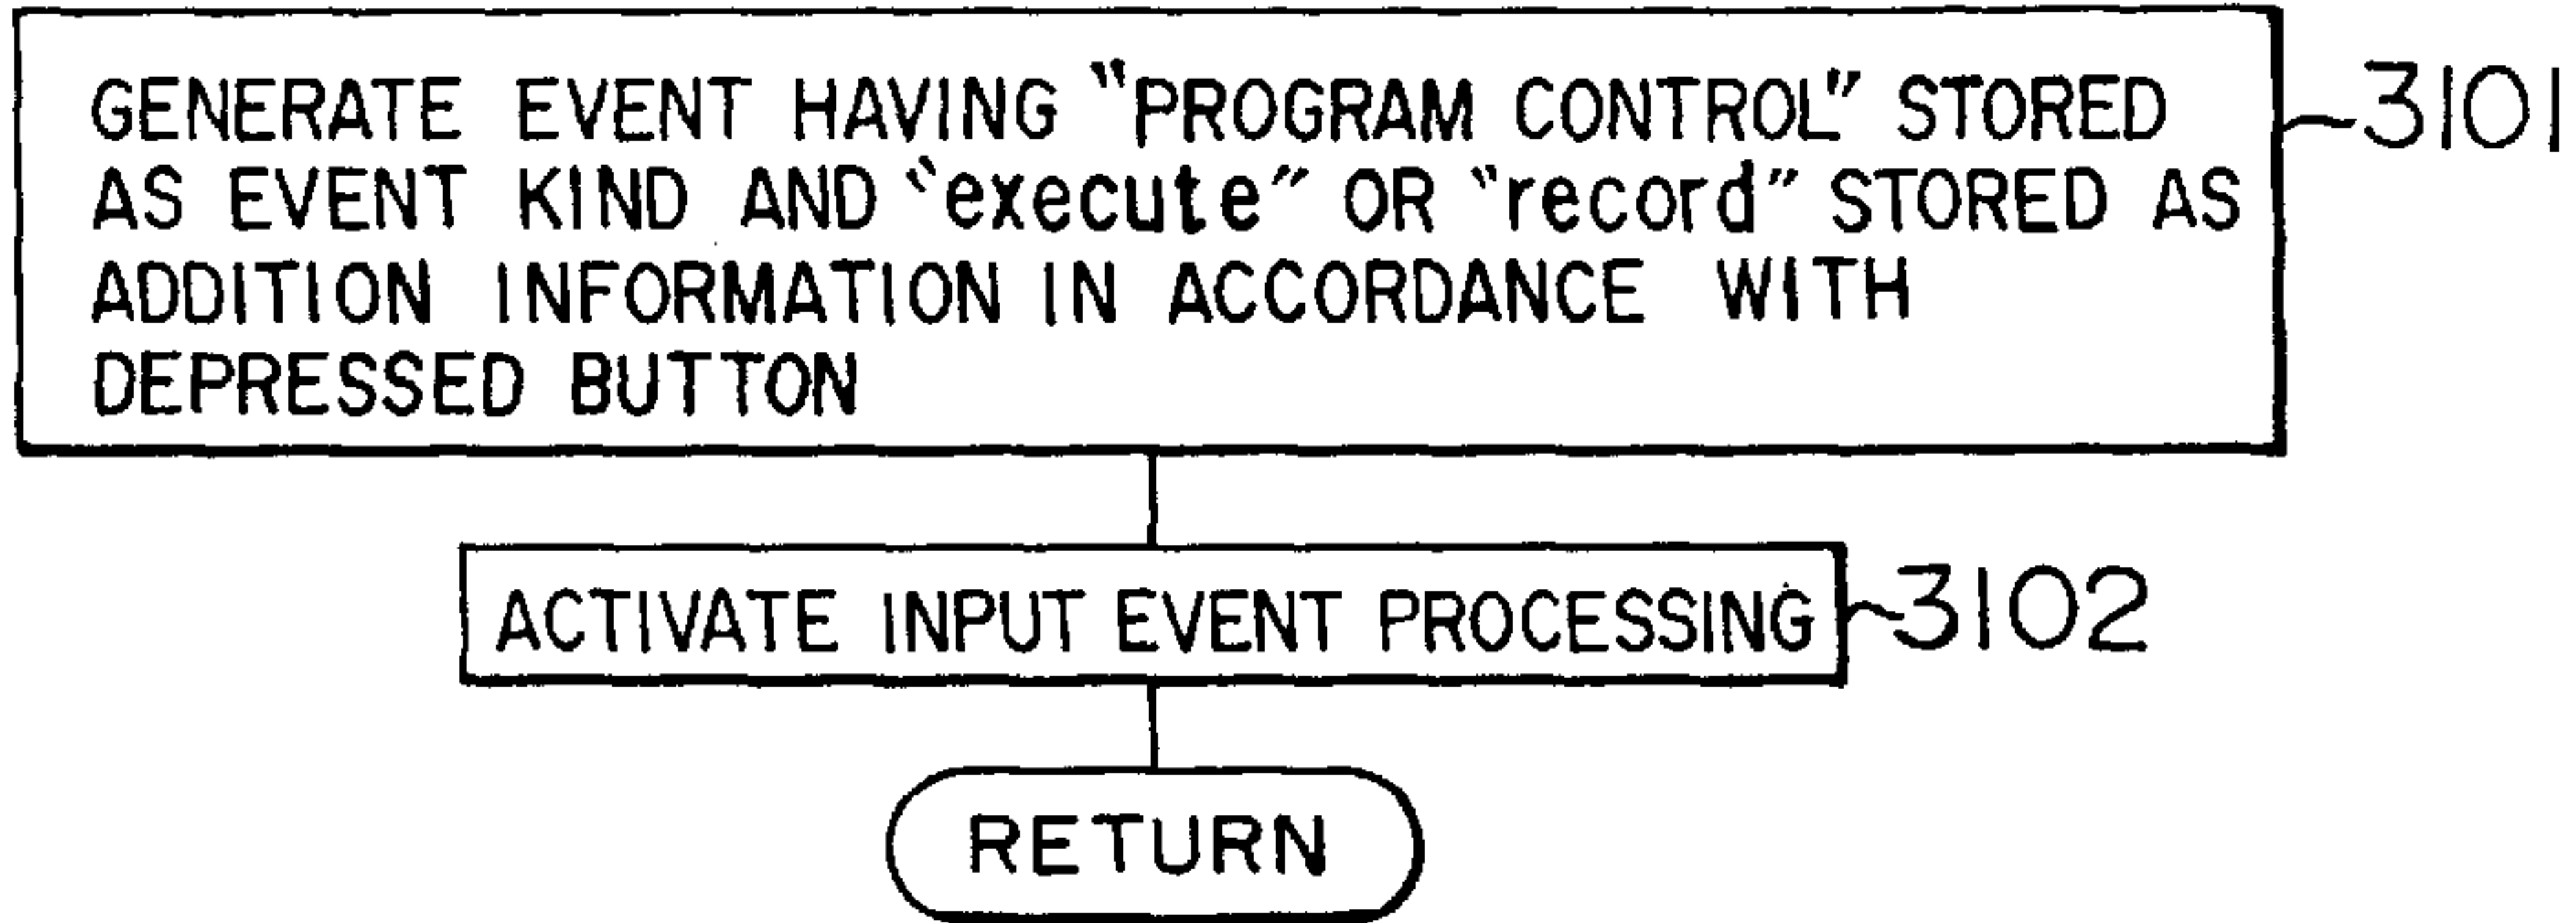 GENERATE EVENT HAVING "PROGRAM CONTROL" STORED
AS EVENT KIND AND "execute" OR "record" STORED AS
ADDITION INFORMATION IN ACCORDANCE WITH
DEPRESSED BUTTON
3101
ACTIVATE INPUT EVENT PROCESSING
3102
RETURN